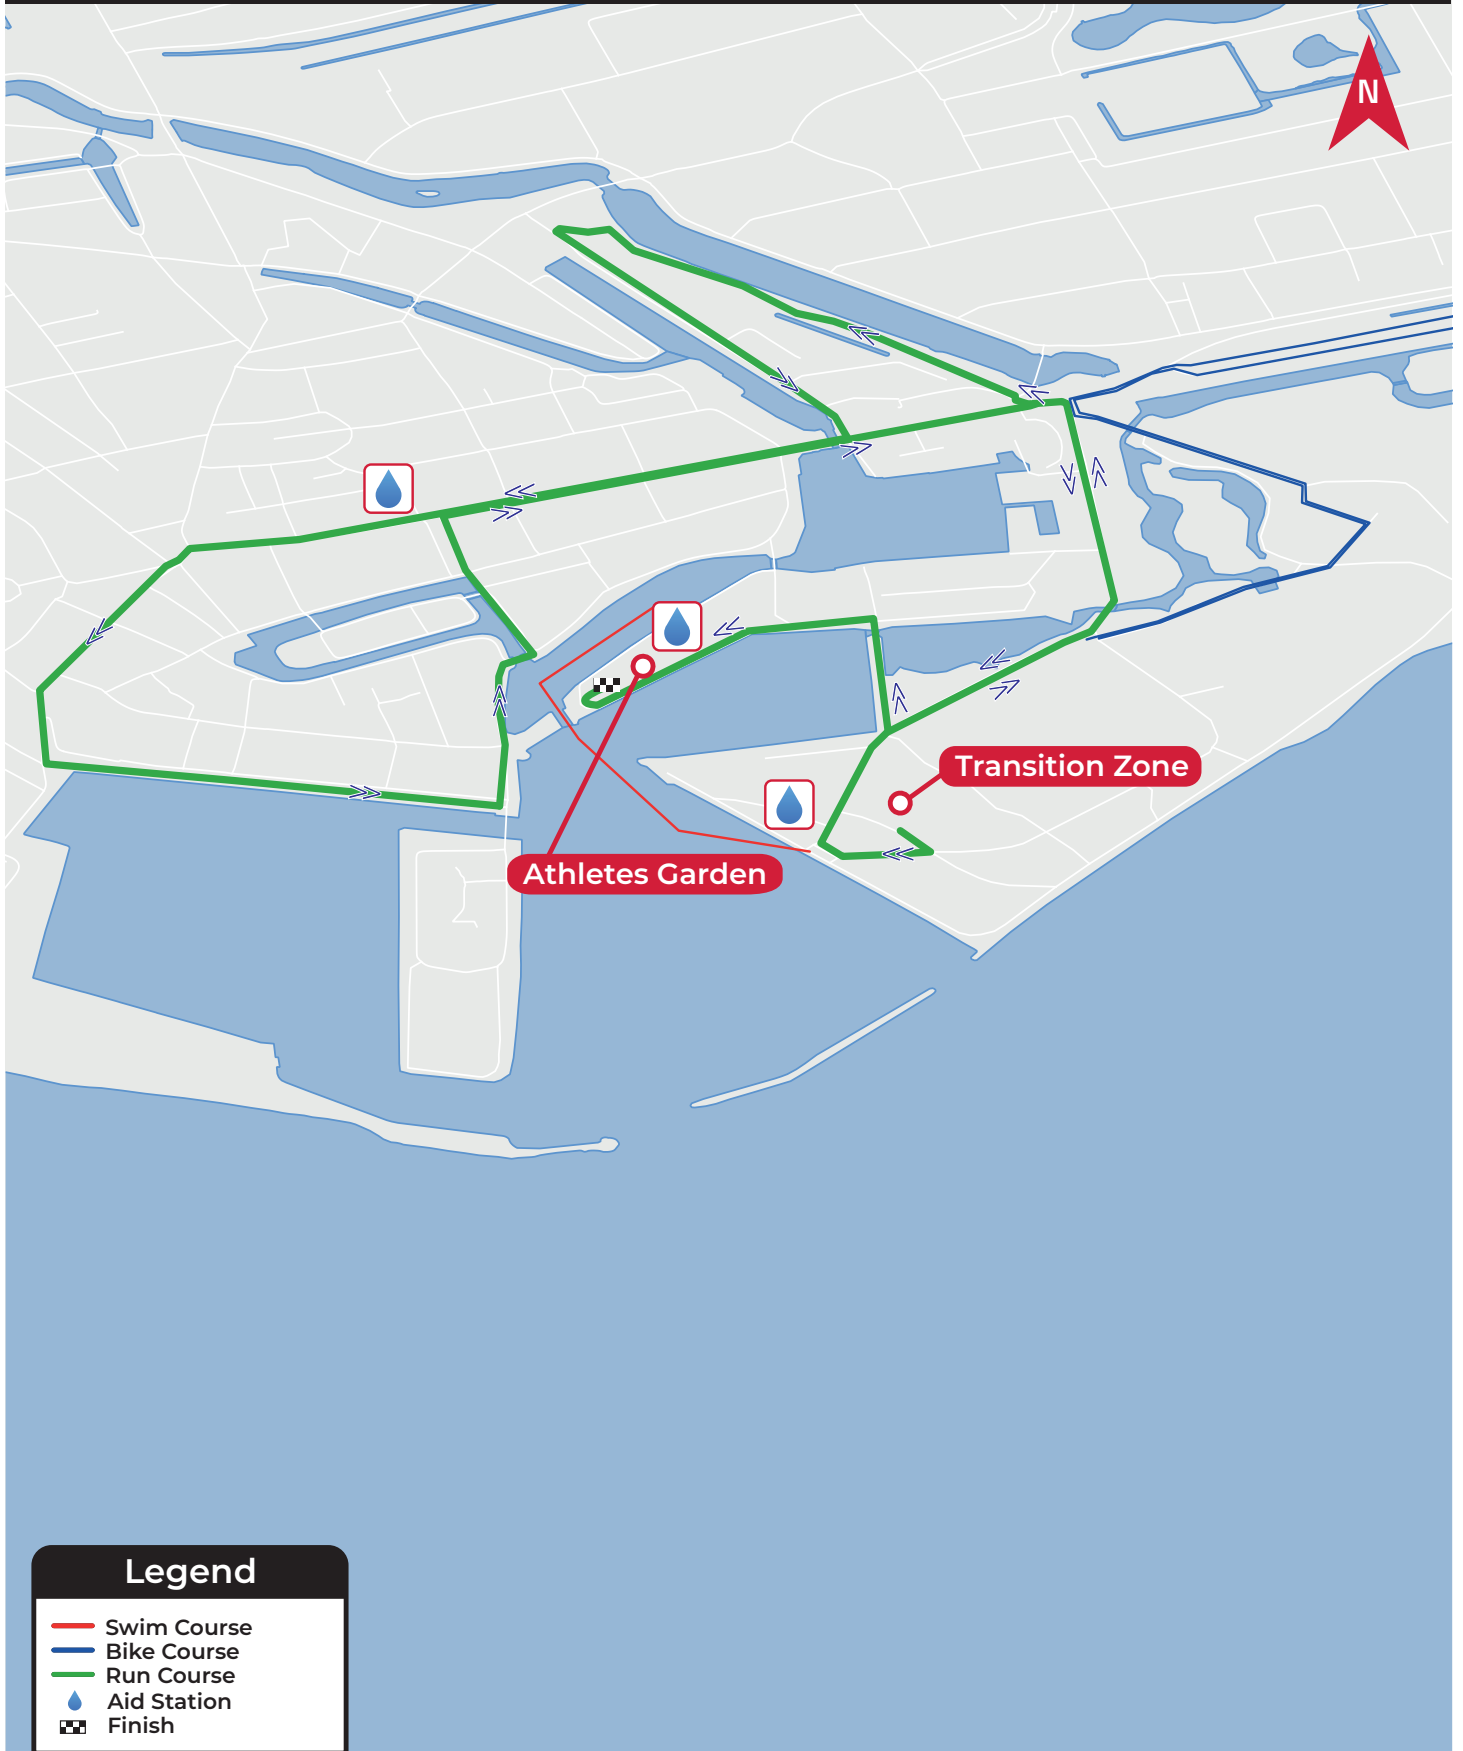 N
Transition Zone
Athletes Garden
Legend
Swim Course
Bike Course
Run Course
Aid Station
Finish